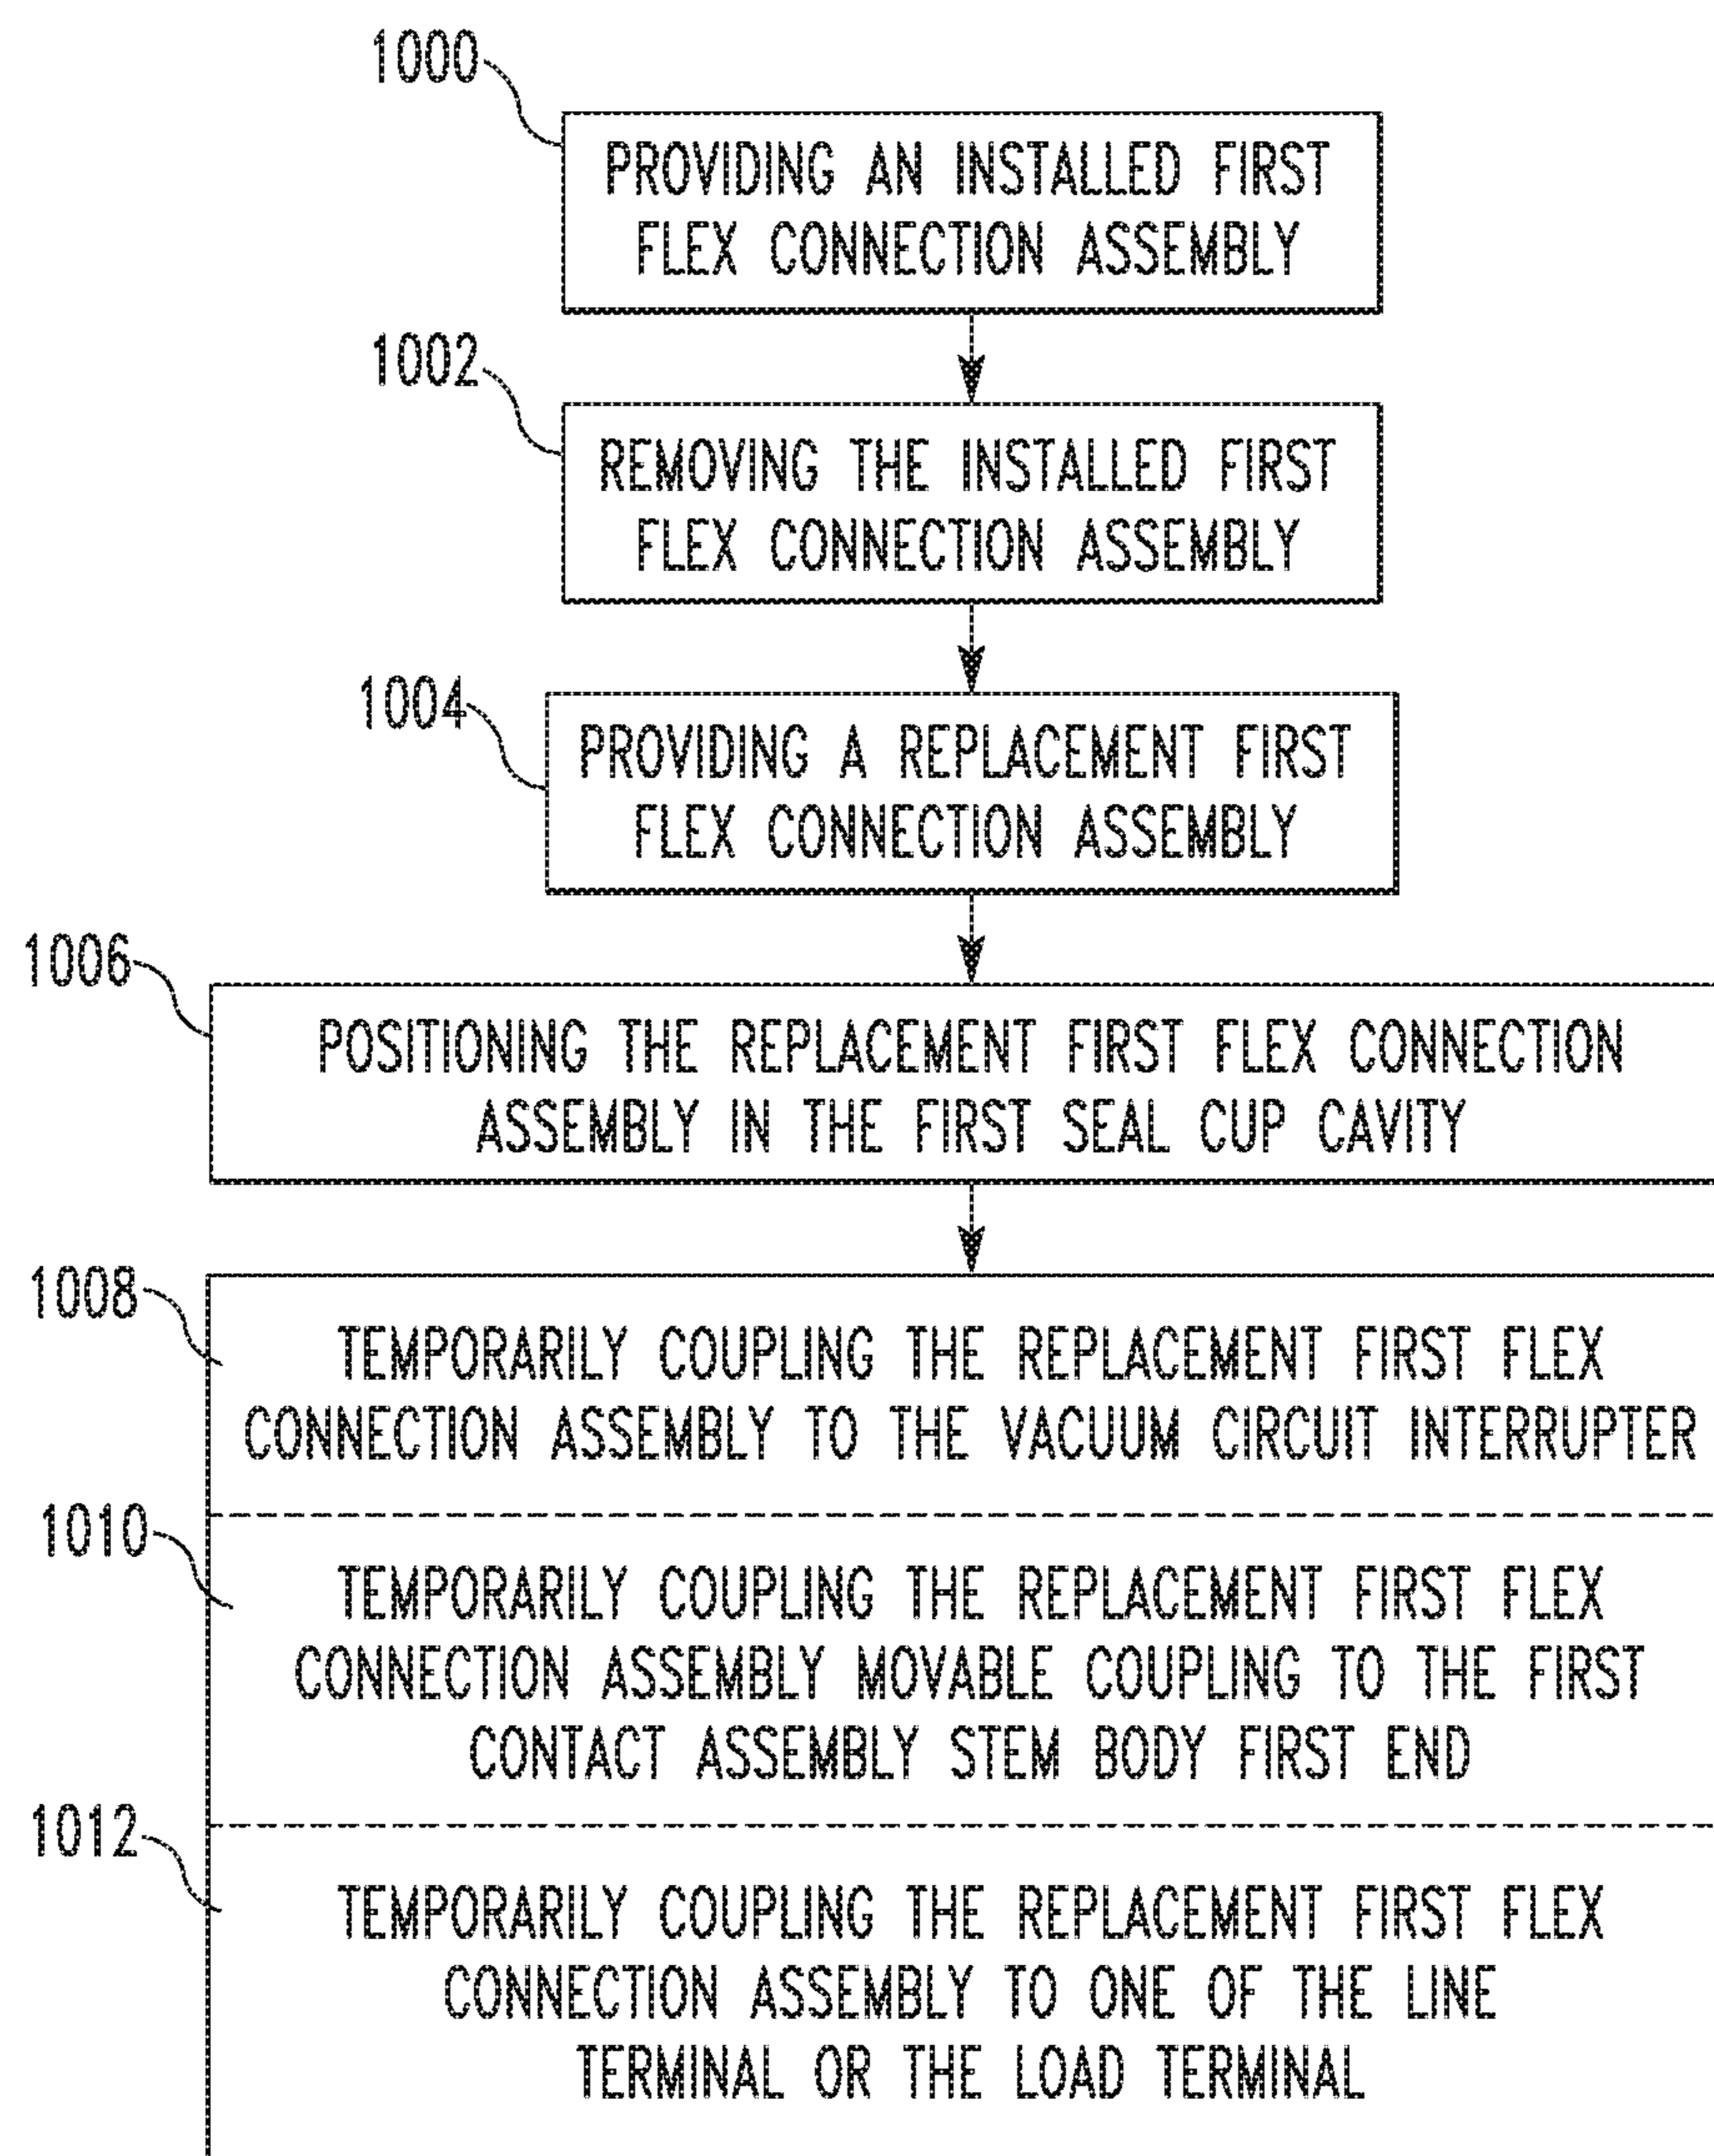 1000
PROVIDING AN INSTALLED FIRST
FLEX CONNECTION ASSEMBLY
1002
REMOVING THE INSTALLED FIRST
FLEX CONNECTION ASSEMBLY
1004
PROVIDING A REPLACEMENT FIRST
FLEX CONNECTION ASSEMBLY
1006
POSITIONING THE REPLACEMENT FIRST FLEX CONNECTION
ASSEMBLY IN THE FIRST SEAL CUP CAVITY
1008
TEMPORARILY COUPLING THE REPLACEMENT FIRST FLEX
CONNECTION ASSEMBLY TO THE VACUUM CIRCUIT INTERRUPTER
1010
TEMPORARILY COUPLING THE REPLACEMENT FIRST FLEX
CONNECTION ASSEMBLY MOVABLE COUPLING TO THE FIRST
CONTACT ASSEMBLY STEM BODY FIRST END
1012
TEMPORARILY COUPLING THE REPLACEMENT FIRST FLEX
CONNECTION ASSEMBLY TO ONE OF THE LINE
TERMINAL OR THE LOAD TERMINAL